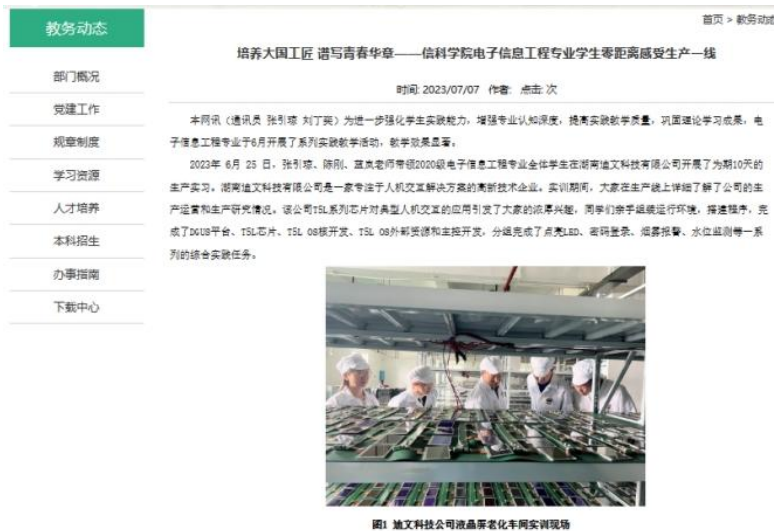 教务动态
首页 > 教务动态
部门概况
党建工作
规章制度
学习资源
人才培养
本科招生
办事指南
下载中心
培养大国工匠 谱写青春华章——信科学院电子信息工程专业学生零距离感受生产一线
时间: 2023/07/07 作者: 点击: 次
本网讯（通讯员 张引琼 刘丁奕）为进一步强化学生实践能力，增强专业认知深度，提高实践教学质量，巩固理论学习成果，电
子信息工程专业于6月开展了系列实践教学活动，教学效果显著。
2023年 6月 25 日，张引琼、陈刚、蓝岚老师带领2020级电子信息工程专业全体学生在湖南迪文科技有限公司开展了为期10天的
生产实习。湖南迪文科技有限公司是一家专注于人机交互解决方案的高新技术企业。实训期间，大家在生产线上详细了解了公司的生
产运营和生产研究情况。该公司T5L系列芯片对典型人机交互的应用引发了大家的浓厚兴趣，同学们亲手组装运行环境，搭建程序，完
成了DGUS平台、T5L芯片、T5L OS核开发、T5L OS外部资源和主控开发，分组完成了点亮LED、密码登录、烟雾报警、水位监测等一系
列的综合实践任务。
图1 迪文科技公司液晶屏老化车间实训现场